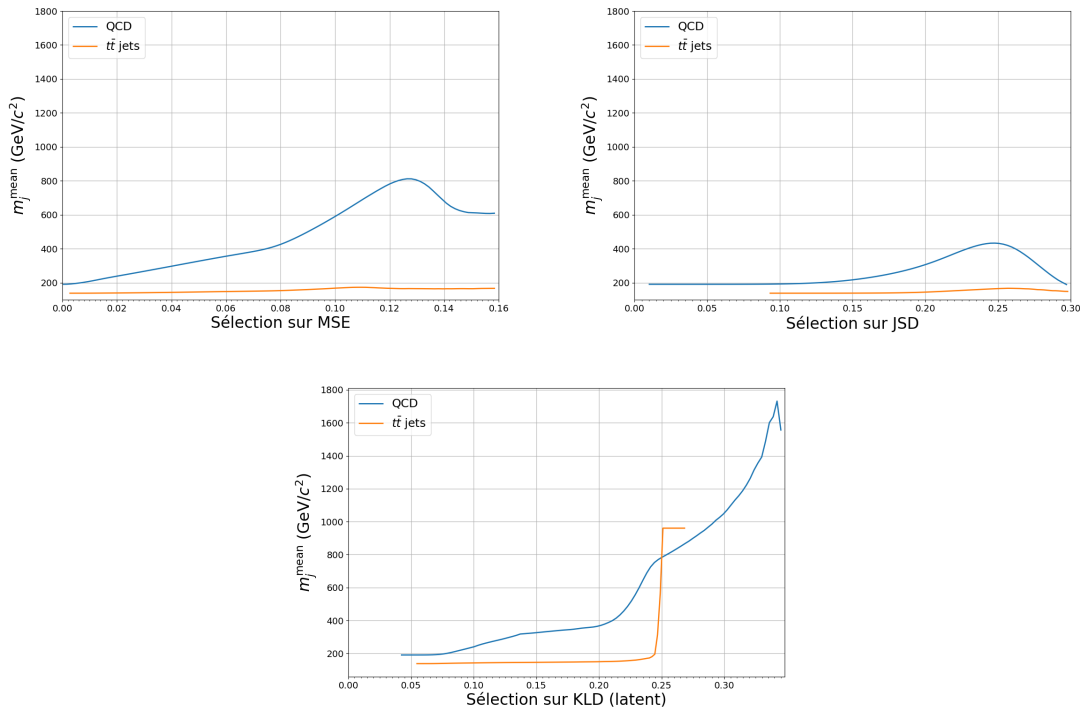 1800
1600
1400
1200
1000
800
600
400
200
m_j^mean (GeV/c²)
QCD
tt̄ jets
0.00 0.02 0.04 0.06 0.08 0.10 0.12 0.14 0.16
Sélection sur MSE
1800
1600
1400
1200
1000
800
600
400
200
m_j^mean (GeV/c²)
QCD
tt̄ jets
0.00 0.05 0.10 0.15 0.20 0.25 0.30
Sélection sur JSD
1800
1600
1400
1200
1000
800
600
400
200
m_j^mean (GeV/c²)
QCD
tt̄ jets
0.00 0.05 0.10 0.15 0.20 0.25 0.30
Sélection sur KLD (latent)